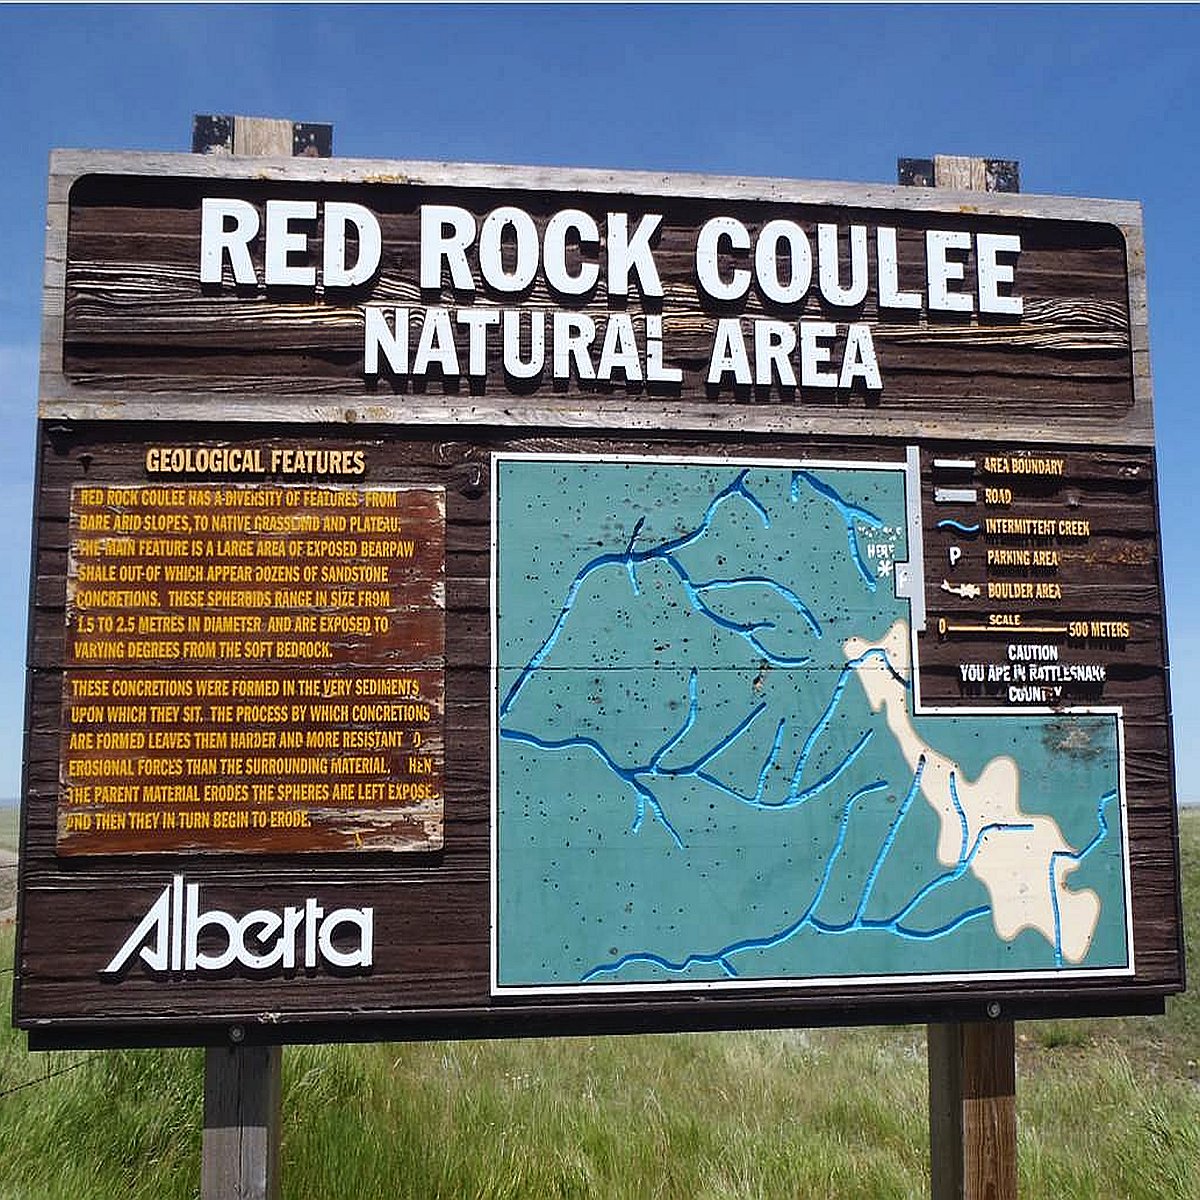 RED ROCK COULEE
NATURAL AREA
GEOLOGICAL FEATURES
RED ROCK COULEE HAS A DIVERSITY OF FEATURES FROM
BARE ARID SLOPES, TO NATIVE GRASSLAND AND PLATEAU.
THE MAIN FEATURE IS A LARGE AREA OF EXPOSED BEARPAW
SHALE OUT OF WHICH APPEAR DOZENS OF SANDSTONE
CONCRETIONS. THESE SPHEROIDS RANGE IN SIZE FROM
1.5 TO 2.5 METRES IN DIAMETER AND ARE EXPOSED TO
VARYING DEGREES FROM THE SOFT BEDROCK.
THESE CONCRETIONS WERE FORMED IN THE VERY SEDIMENTS
UPON WHICH THEY SIT. THE PROCESS BY WHICH CONCRETIONS
ARE FORMED LEAVES THEM HARDER AND MORE RESISTANT
EROSIONAL FORCES THAN THE SURROUNDING MATERIAL. HEN
THE PARENT MATERIAL ERODES THE SPHERES ARE LEFT EXPOSE
AND THEN THEY IN TURN BEGIN TO ERODE.
Alberta
HERE
P
AREA BOUNDARY
ROAD
INTERMITTENT CREEK
P PARKING AREA
BOULDER AREA
SCALE
0 500 METERS
CAUTION
YOU ARE IN RATTLESNAKE
COUNTY